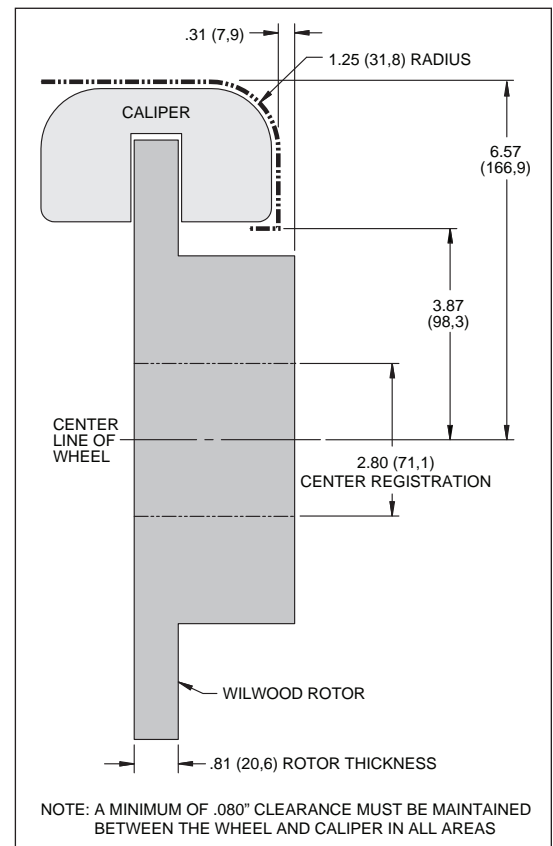 .31 (7,9)
1.25 (31,8) RADIUS
CALIPER
6.57
(166,9)
3.87
(98,3)
CENTER
LINE OF
WHEEL
2.80 (71,1)
CENTER REGISTRATION
WILWOOD ROTOR
.81 (20,6) ROTOR THICKNESS
NOTE: A MINIMUM OF .080" CLEARANCE MUST BE MAINTAINED
BETWEEN THE WHEEL AND CALIPER IN ALL AREAS